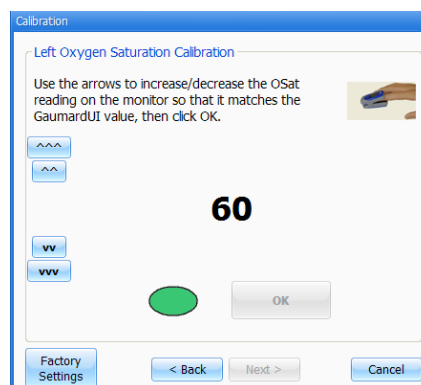 Calibration
Left Oxygen Saturation Calibration
Use the arrows to increase/decrease the OSat
reading on the monitor so that it matches the
GaumardUI value, then click OK.
^^^
^^
60
vv
vvv
OK
Factory
Settings
< Back
Next >
Cancel